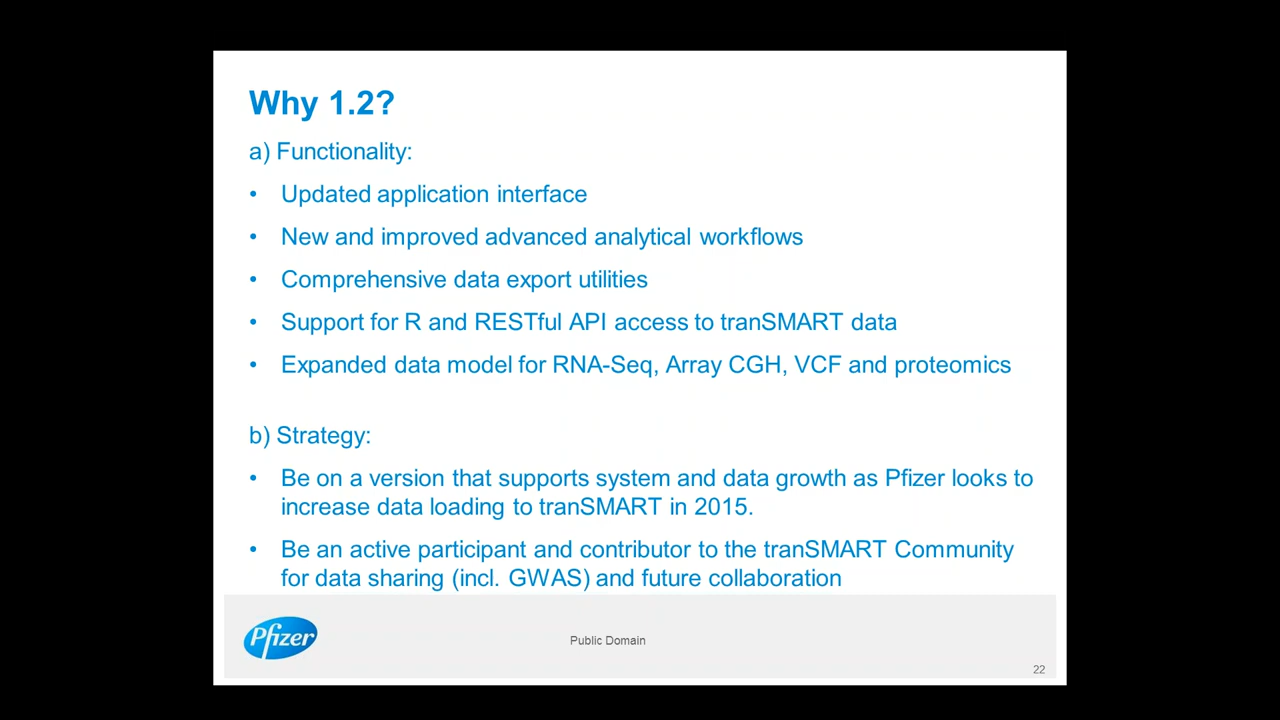 Why 1.2?
a) Functionality:
• Updated application interface
• New and improved advanced analytical workflows
• Comprehensive data export utilities
• Support for R and RESTful API access to tranSMART data
• Expanded data model for RNA-Seq, Array CGH, VCF and proteomics
b) Strategy:
• Be on a version that supports system and data growth as Pfizer looks to
increase data loading to tranSMART in 2015.
• Be an active participant and contributor to the tranSMART Community
for data sharing (incl. GWAS) and future collaboration
Pfizer
Public Domain
22